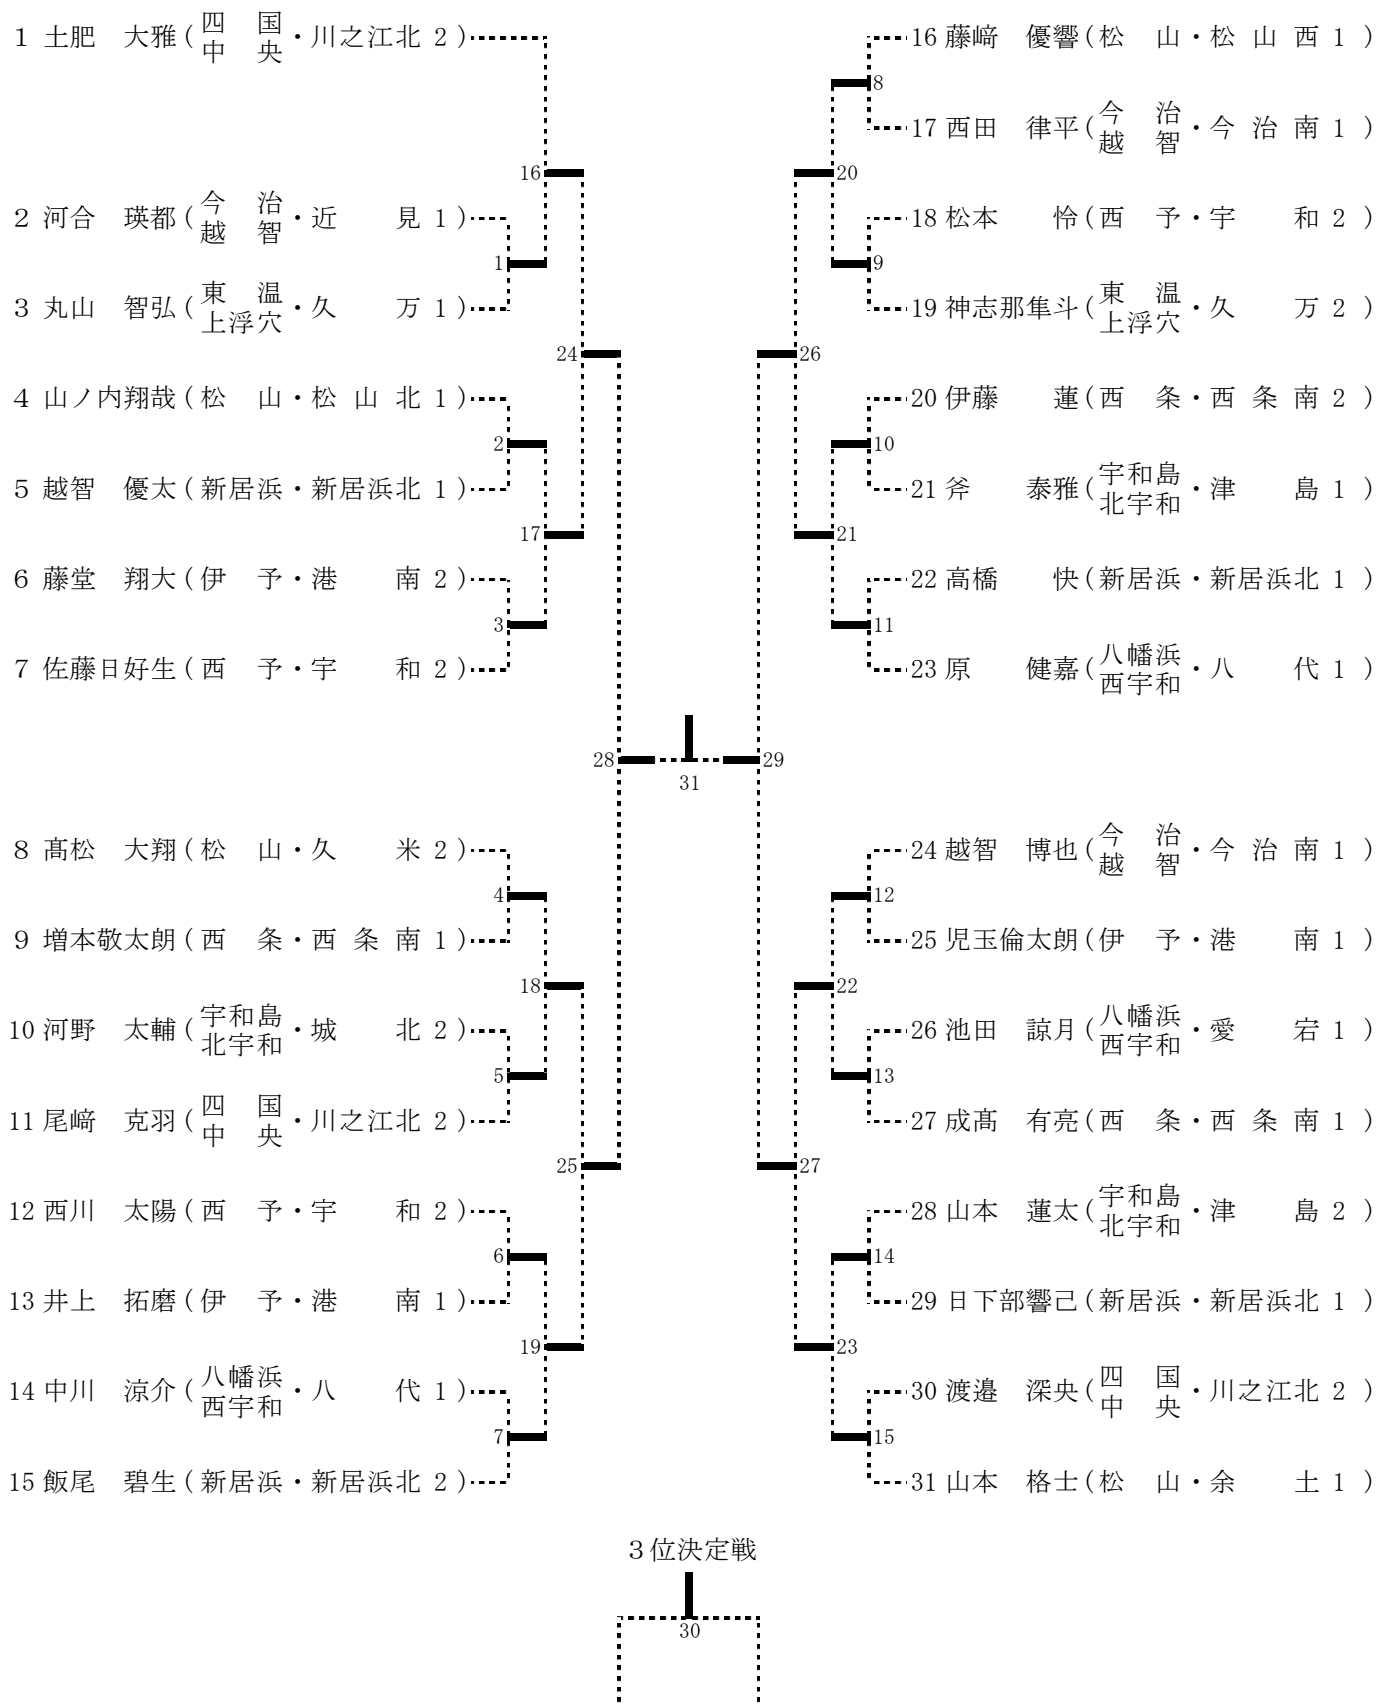 1 土肥　大雅(四国中央・川之江北 2)
2 河合　瑛都(今治越智・近見 1)
3 丸山　智弘(東温上浮穴・久万 1)
4 山ノ内翔哉(松山・松山北 1)
5 越智　優太(新居浜・新居浜北 1)
6 藤堂　翔大(伊予・港南 2)
7 佐藤日好生(西予・宇和 2)
8 髙松　大翔(松山・久米 2)
9 増本敬太朗(西条・西条南 1)
10 河野　太輔(宇和島北宇和・城北 2)
11 尾﨑　克羽(四国中央・川之江北 2)
12 西川　太陽(西予・宇和 2)
13 井上　拓磨(伊予・港南 1)
14 中川　涼介(八幡浜西宇和・八代 1)
15 飯尾　碧生(新居浜・新居浜北 2)
1
2
3
4
5
6
7
16
17
18
19
24
25
28
31
29
26
27
20
21
22
23
8
9
10
11
12
13
14
15
16 藤﨑　優響(松山・松山西 1)
17 西田　律平(今治越智・今治南 1)
18 松本　怜(西予・宇和 2)
19 神志那隼斗(東温上浮穴・久万 2)
20 伊藤　蓮(西条・西条南 2)
21 斧　泰雅(宇和島北宇和・津島 1)
22 高橋　快(新居浜・新居浜北 1)
23 原　健嘉(八幡浜西宇和・八代 1)
24 越智　博也(今治越智・今治南 1)
25 児玉倫太朗(伊予・港南 1)
26 池田　諒月(八幡浜西宇和・愛宕 1)
27 成髙　有亮(西条・西条南 1)
28 山本　蓮太(宇和島北宇和・津島 2)
29 日下部響己(新居浜・新居浜北 1)
30 渡邉　深央(四国中央・川之江北 2)
31 山本　格士(松山・余土 1)
３位決定戦
30